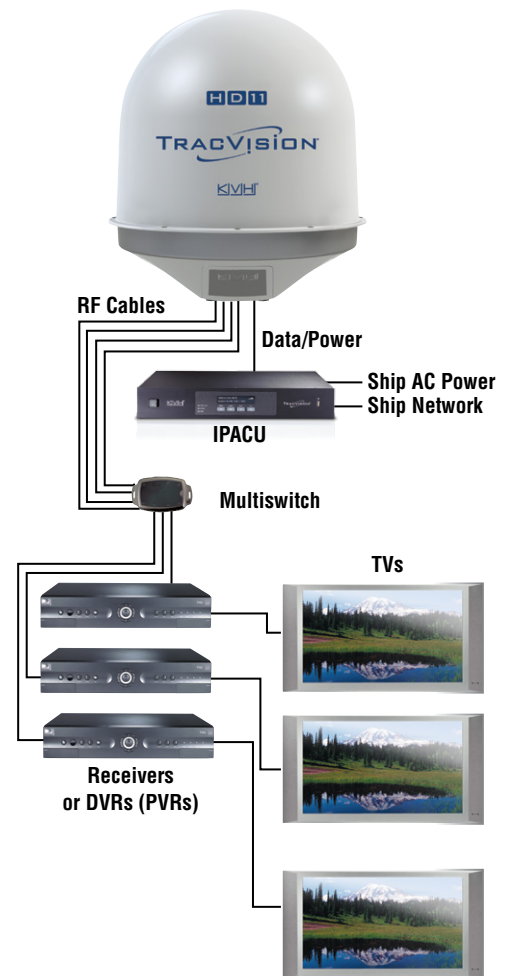 HD11
TRACVISION
KVH
RF Cables
Data/Power
Ship AC Power
Ship Network
IPACU
Multiswitch
TVs
Receivers
or DVRs (PVRs)